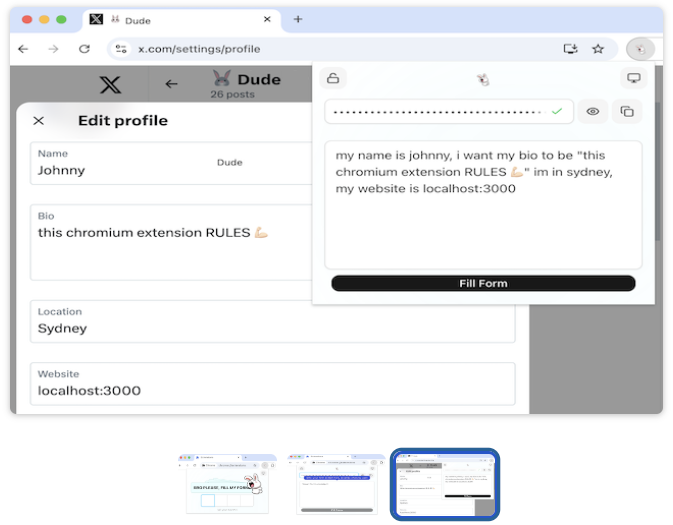 Dude
x.com/settings/profile
Dude
26 posts
Edit profile
Name
Johnny
Dude
my name is johnny, i want my bio to be "this
chromium extension RULES 💪🏻" im in sydney,
my website is localhost:3000
Fill Form
Bio
this chromium extension RULES 💪🏻
Location
Sydney
Website
localhost:3000
BRO PLEASE, FILL MY FORM